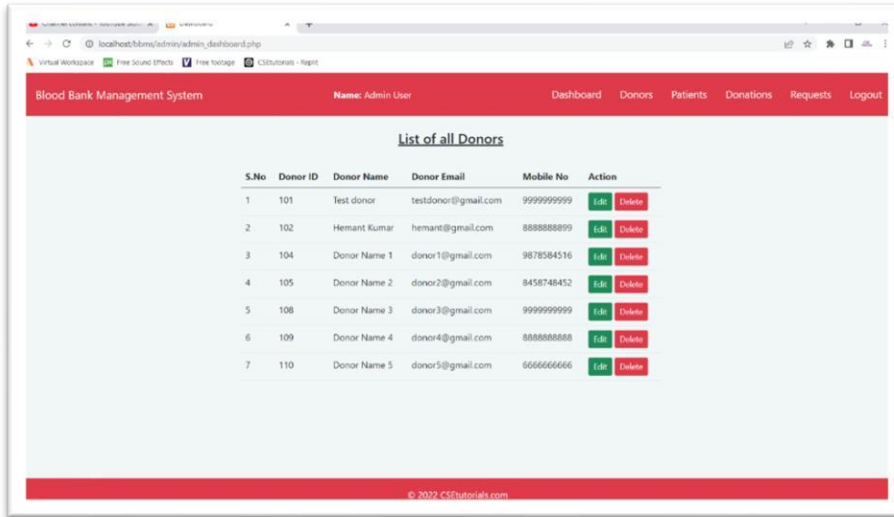 Dashboard
localhost/bbms/admin/admin_dashboard.php
Virtual Workspace Free Sound Effects Free footage CSEtutorials - Replit
Blood Bank Management System Name: Admin User Dashboard Donors Patients Donations Requests Logout
List of all Donors
S.No Donor ID Donor Name Donor Email Mobile No Action
1 101 Test donor testdonor@gmail.com 9999999999 Edit Delete
2 102 Hemant Kumar hemant@gmail.com 8888888899 Edit Delete
3 104 Donor Name 1 donor1@gmail.com 9878584516 Edit Delete
4 105 Donor Name 2 donor2@gmail.com 8458748452 Edit Delete
5 108 Donor Name 3 donor3@gmail.com 9999999999 Edit Delete
6 109 Donor Name 4 donor4@gmail.com 8888888888 Edit Delete
7 110 Donor Name 5 donor5@gmail.com 6666666666 Edit Delete
© 2022 CSEtutorials.com